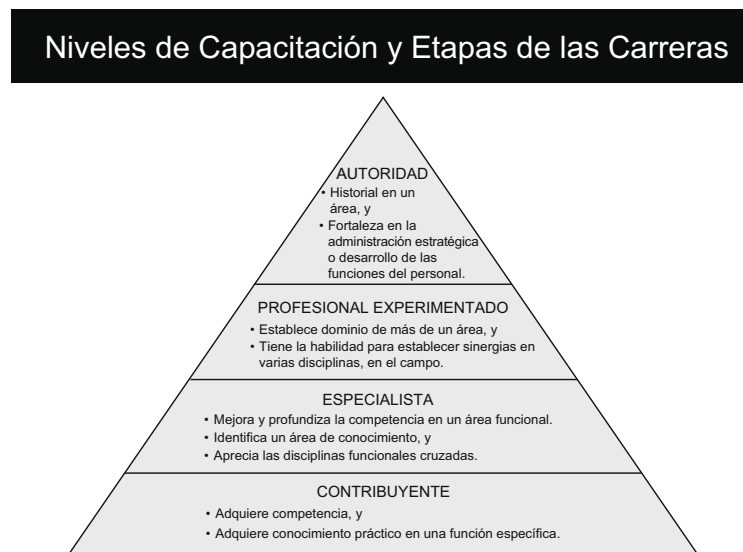 Niveles de Capacitación y Etapas de las Carreras
AUTORIDAD
• Historial en un
área, y
• Fortaleza en la
administración estratégica
o desarrollo de las
funciones del personal.
PROFESIONAL EXPERIMENTADO
• Establece dominio de más de un área, y
• Tiene la habilidad para establecer sinergias en
varias disciplinas, en el campo.
ESPECIALISTA
• Mejora y profundiza la competencia en un área funcional.
• Identifica un área de conocimiento, y
• Aprecia las disciplinas funcionales cruzadas.
CONTRIBUYENTE
• Adquiere competencia, y
• Adquiere conocimiento práctico en una función específica.